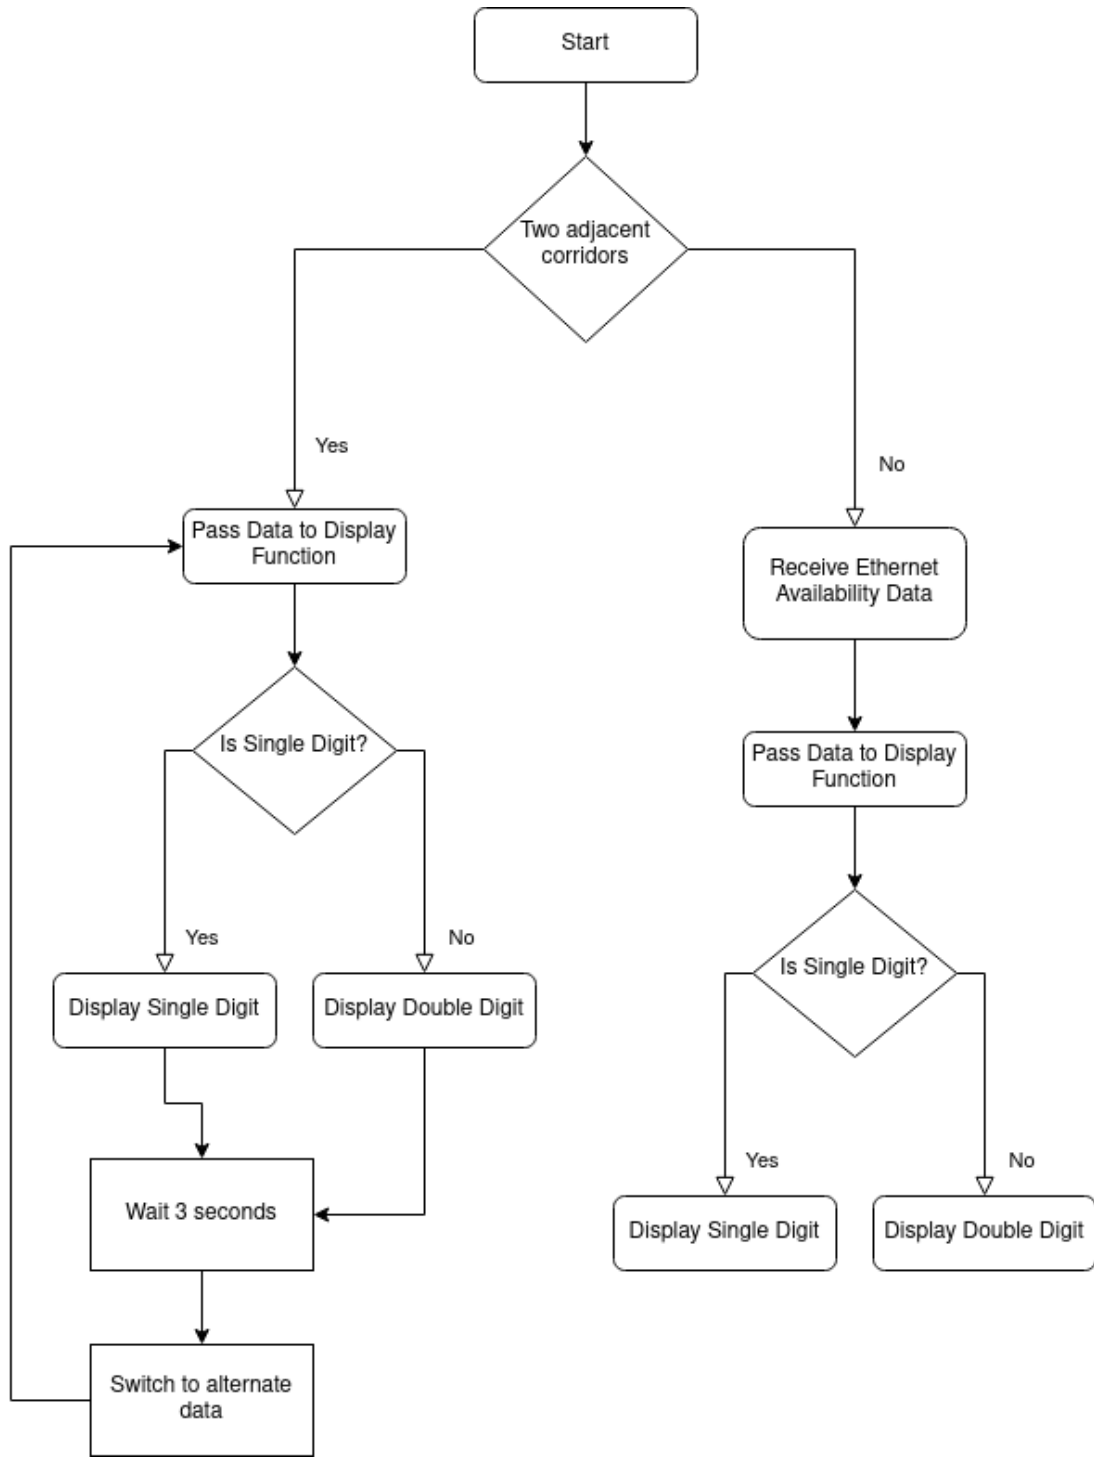 Start
Two adjacent
corridors
Yes
No
Pass Data to Display
Function
Receive Ethernet
Availability Data
Is Single Digit?
Pass Data to Display
Function
Yes
No
Is Single Digit?
Display Single Digit
Display Double Digit
Yes
No
Wait 3 seconds
Display Single Digit
Display Double Digit
Switch to alternate
data